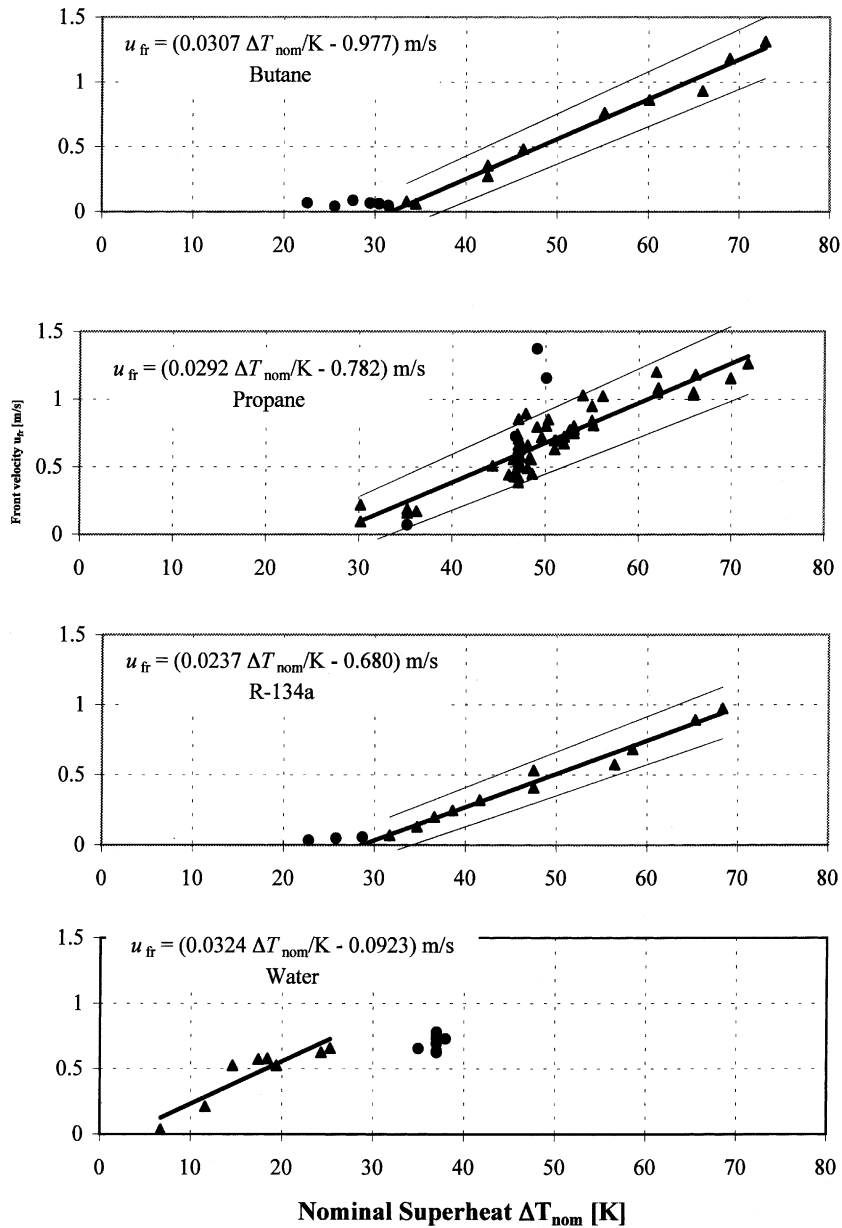 1.5
u fr = (0.0307 ΔT nom/K - 0.977) m/s
Butane
1
0.5
0
0 10 20 30 40 50 60 70 80
1.5
u fr = (0.0292 ΔT nom/K - 0.782) m/s
Propane
1
0.5
0
0 10 20 30 40 50 60 70 80
Front velocity u fr [m/s]
1.5
u fr = (0.0237 ΔT nom/K - 0.680) m/s
R-134a
1
0.5
0
0 10 20 30 40 50 60 70 80
1.5
u fr = (0.0324 ΔT nom/K - 0.0923) m/s
Water
1
0.5
0
0 10 20 30 40 50 60 70 80
Nominal Superheat ΔTnom [K]